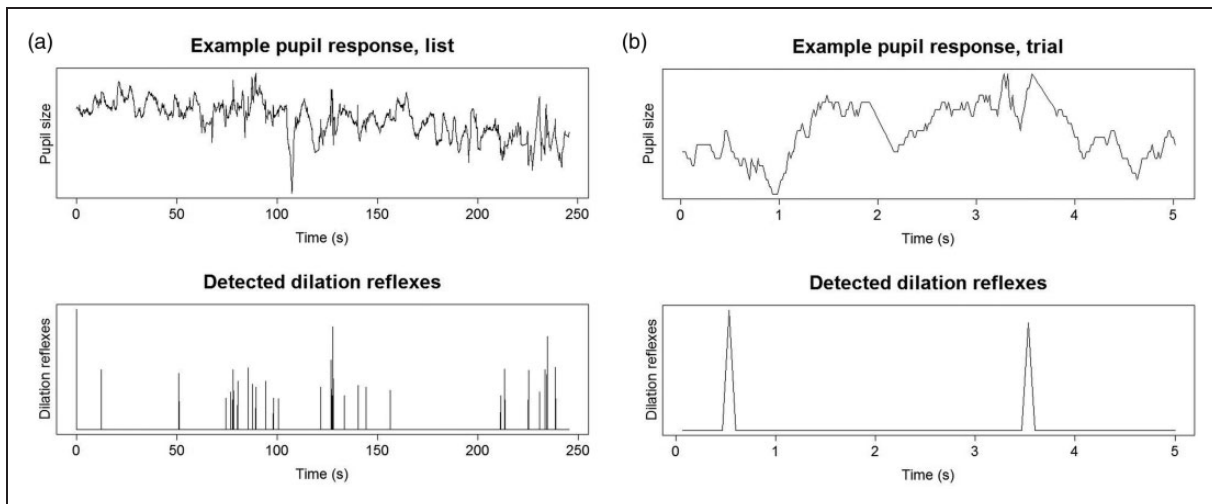 (a)
Example pupil response, list
Pupil size
0 50 100 150 200 250
Time (s)
Detected dilation reflexes
Dilation reflexes
0 50 100 150 200 250
Time (s)
(b)
Example pupil response, trial
Pupil size
0 1 2 3 4 5
Time (s)
Detected dilation reflexes
Dilation reflexes
0 1 2 3 4 5
Time (s)